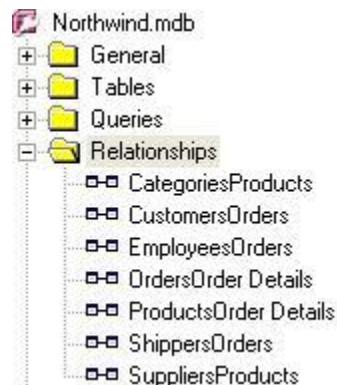 Northwind.mdb
General
Tables
Queries
Relationships
CategoriesProducts
CustomersOrders
EmployeesOrders
OrdersOrder Details
ProductsOrder Details
ShippersOrders
SuppliersProducts